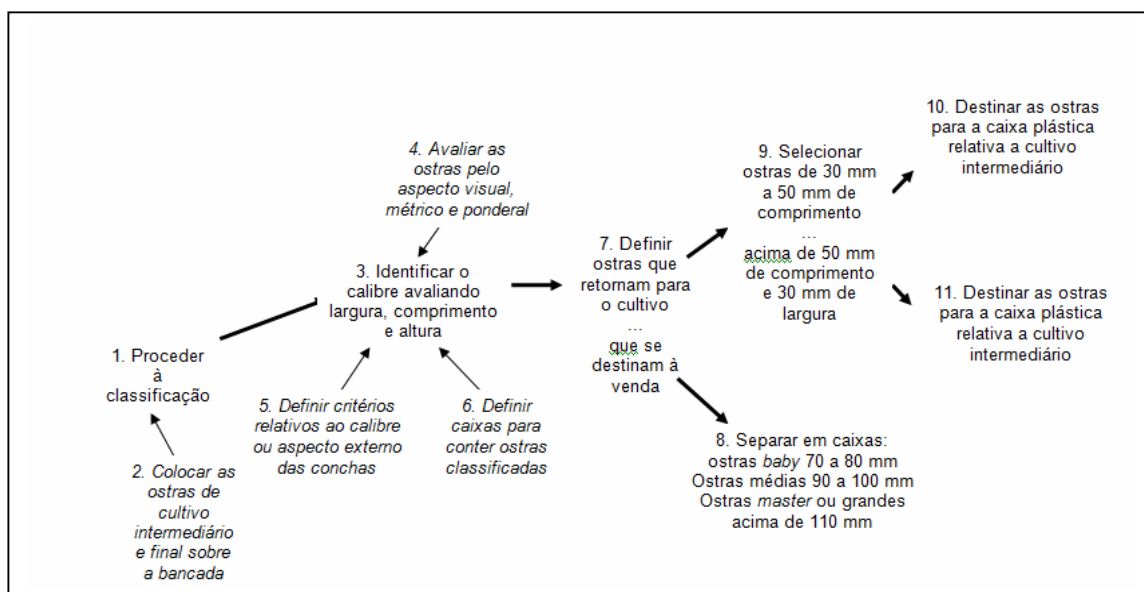 1. Proceder
à
classificação
2. Colocar as
ostras de
cultivo
intermediário
e final sobre
a bancada
3. Identificar o
calibre avaliando
largura, comprimento
e altura
4. Avaliar as
ostras pelo
aspecto visual,
métrico e ponderal
5. Definir critérios
relativos ao calibre
ou aspecto externo
das conchas
6. Definir
caixas para
conter ostras
classificadas
7. Definir
ostras que
retornam para
o cultivo
...
que se
destinam à
venda
8. Separar em caixas:
ostras baby 70 a 80 mm
Ostras médias 90 a 100 mm
Ostras master ou grandes
acima de 110 mm
9. Selecionar
ostras de 30 mm
a 50 mm de
comprimento
...
acima de 50 mm
de comprimento
e 30 mm de
largura
10. Destinar as ostras
para a caixa plástica
relativa a cultivo
intermediário
11. Destinar as ostras
para a caixa plástica
relativa a cultivo
intermediário